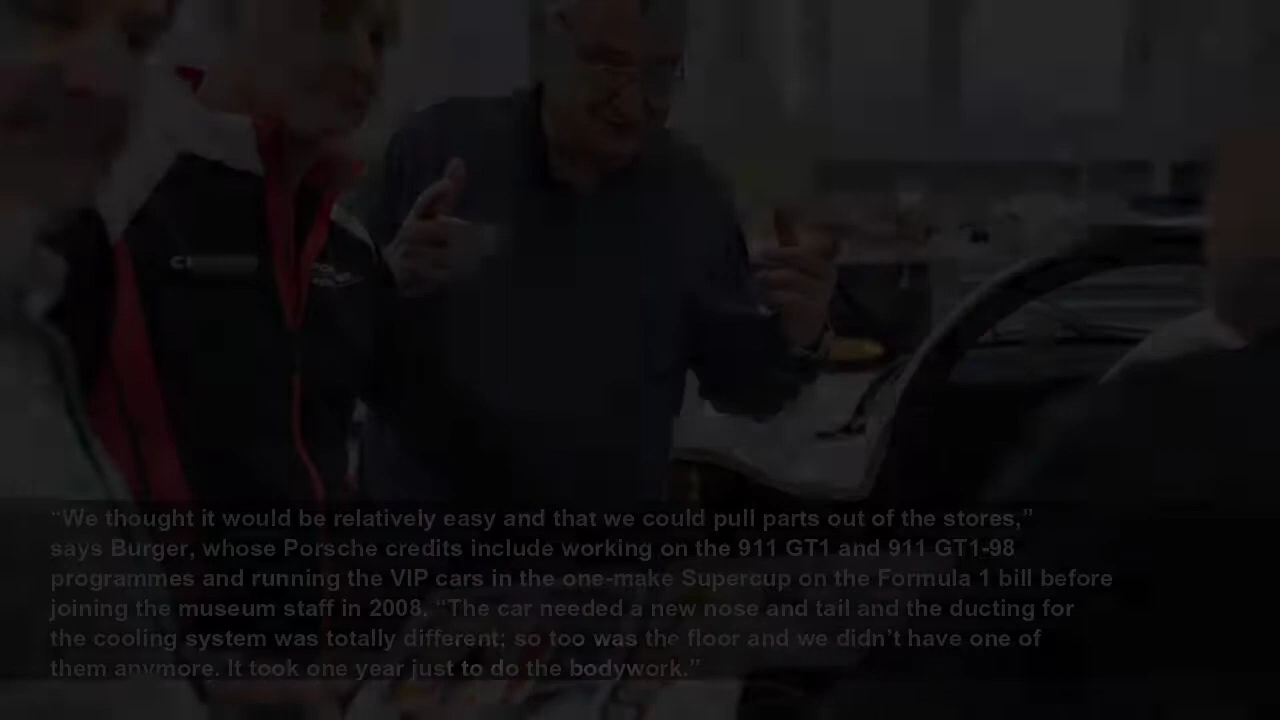 “We thought it would be relatively easy and that we could pull parts out of the stores,”
says Burger, whose Porsche credits include working on the 911 GT1 and 911 GT1-98
programmes and running the VIP cars in the one-make Supercup on the Formula 1 bill before
joining the museum staff in 2008. “The car needed a new nose and tail and the ducting for
the cooling system was totally different; so too was the floor and we didn’t have one of
them anymore. It took one year just to do the bodywork.”